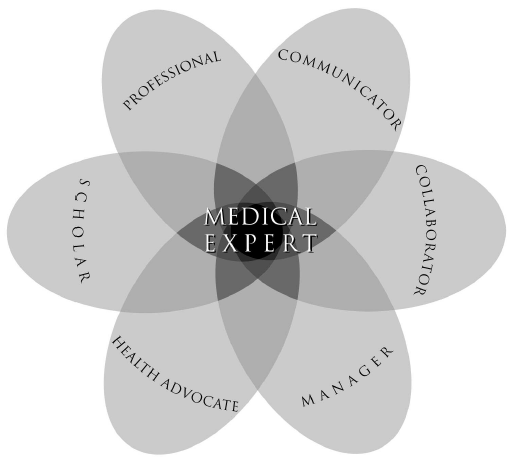 PROFESSIONAL
COMMUNICATOR
SCHOLAR
MEDICAL
EXPERT
COLLABORATOR
HEALTH ADVOCATE
MANAGER